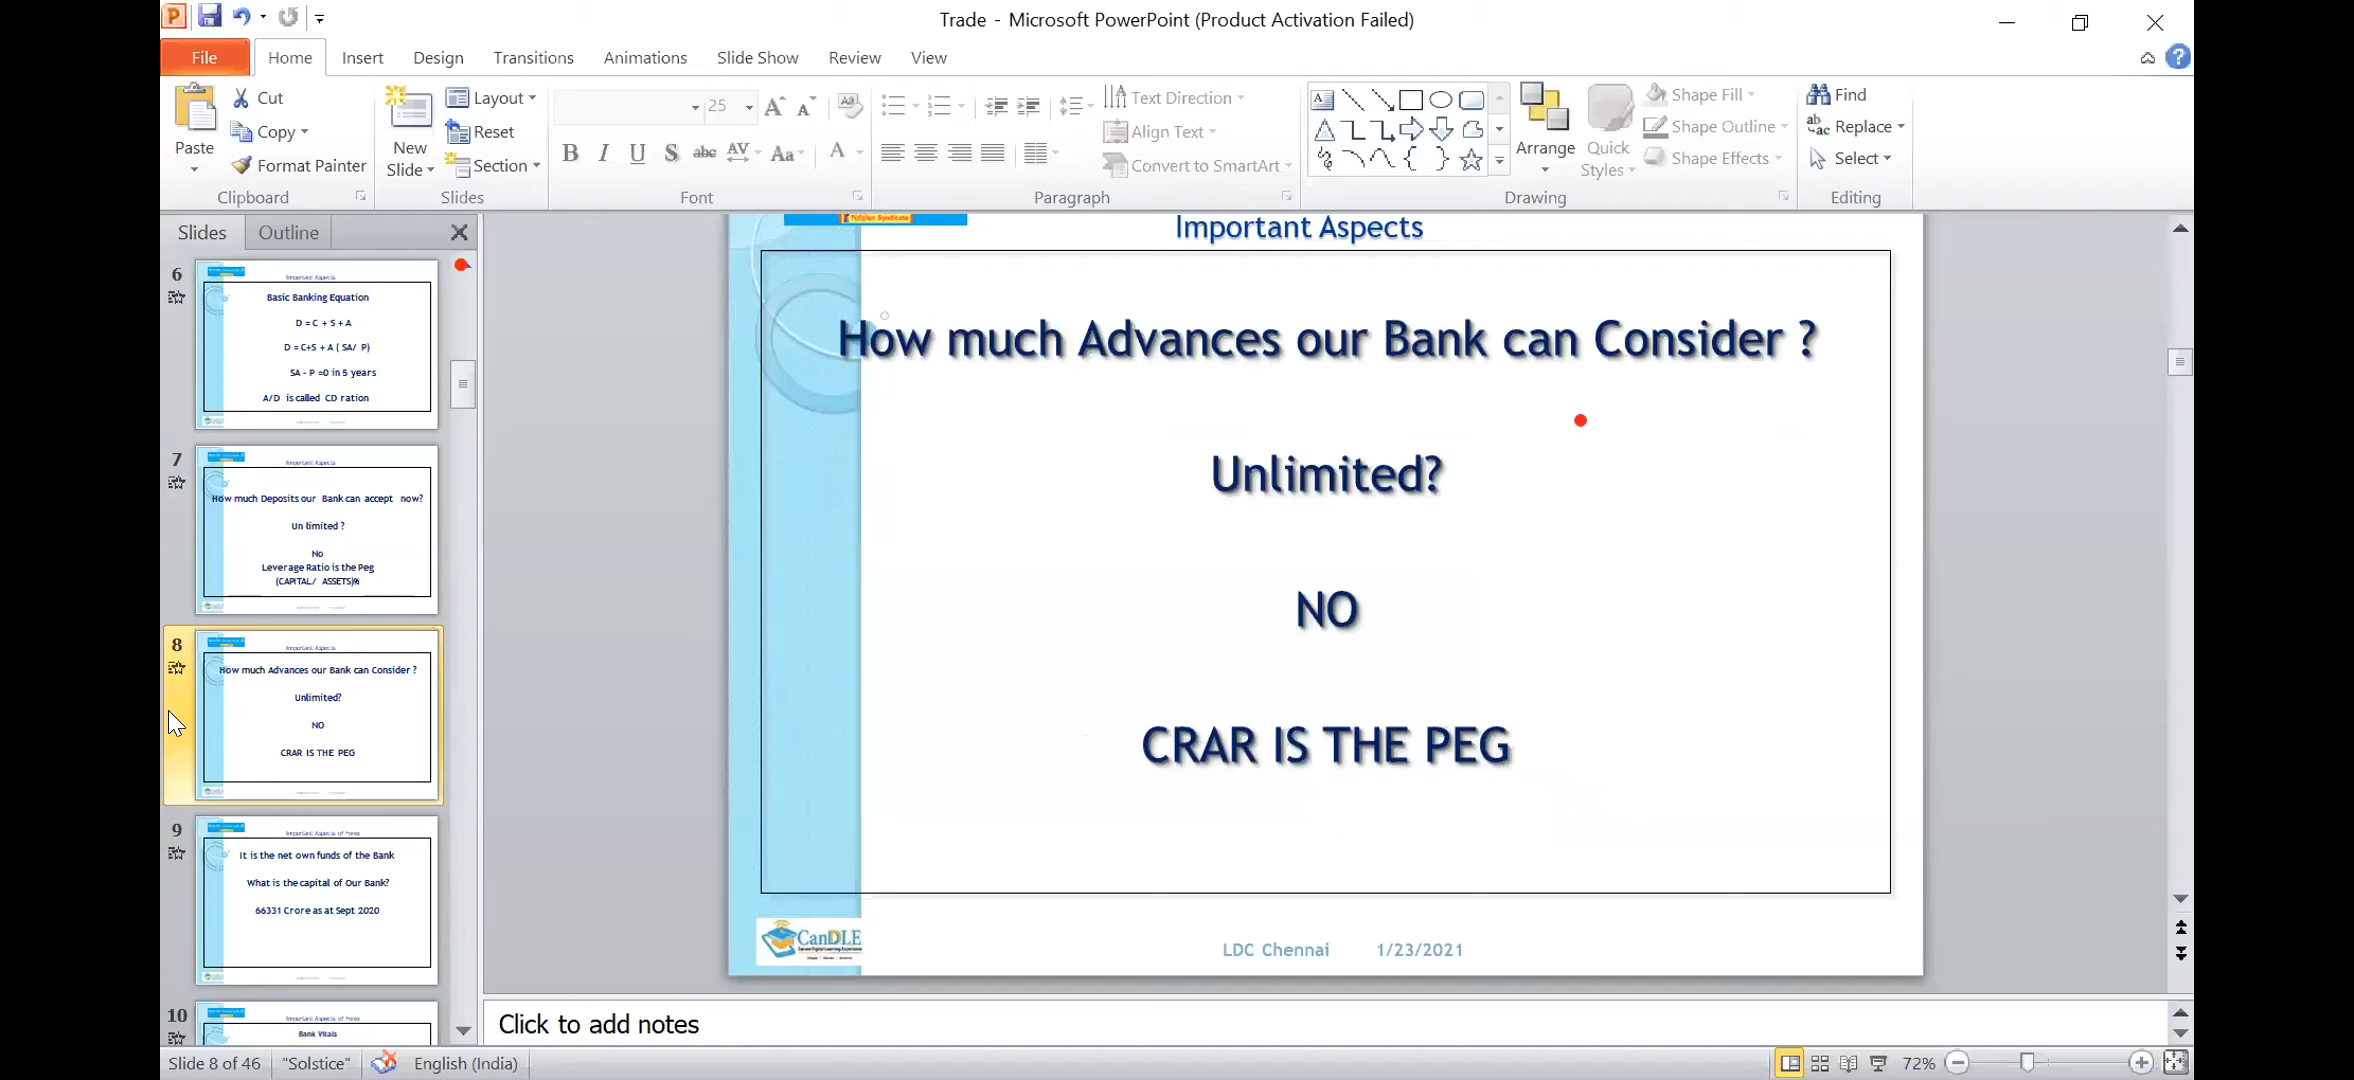 Trade - Microsoft PowerPoint (Product Activation Failed)
File Home Insert Design Transitions Animations Slide Show Review View
Paste
Cut
Copy
Format Painter
Clipboard
New Slide
Layout
Reset
Section
Slides
25
B I U S abc AV Aa A
Font
Text Direction
Align Text
Convert to SmartArt
Paragraph
Arrange
Quick Styles
Shape Fill
Shape Outline
Shape Effects
Drawing
Find
Replace
Select
Editing
Slides Outline
6
Important Aspects
Basic Banking Equation
D = C + S + A
D = C+S + A ( SA/ P)
SA - P =0 in 5 years
A/D is called CD ration
7
Important Aspects
How much Deposits our Bank can accept now?
Un limited ?
No
Leverage Ratio is the Peg
(CAPITAL/ ASSETS)%
8
Important Aspects
How much Advances our Bank can Consider ?
Unlimited?
NO
CRAR IS THE PEG
9
Important Aspects of Forex
It is the net own funds of the Bank
What is the capital of Our Bank?
66331 Crore as at Sept 2020
10
Important Aspects of Forex
Bank Vitals
Syndicate
Important Aspects
How much Advances our Bank can Consider ?
Unlimited?
NO
CRAR IS THE PEG
CanDLE
LDC Chennai 1/23/2021
Click to add notes
Slide 8 of 46 "Solstice" English (India) 72%